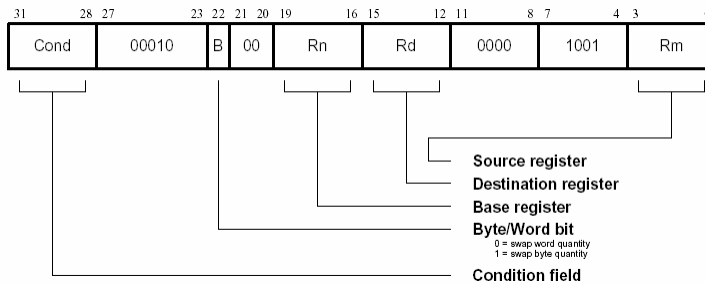 31 28 27 23 22 21 20 19 16 15 12 11 8 7 4 3
Cond 00010 B 00 Rn Rd 0000 1001 Rm
Source register
Destination register
Base register
Byte/Word bit
0 = swap word quantity
1 = swap byte quantity
Condition field